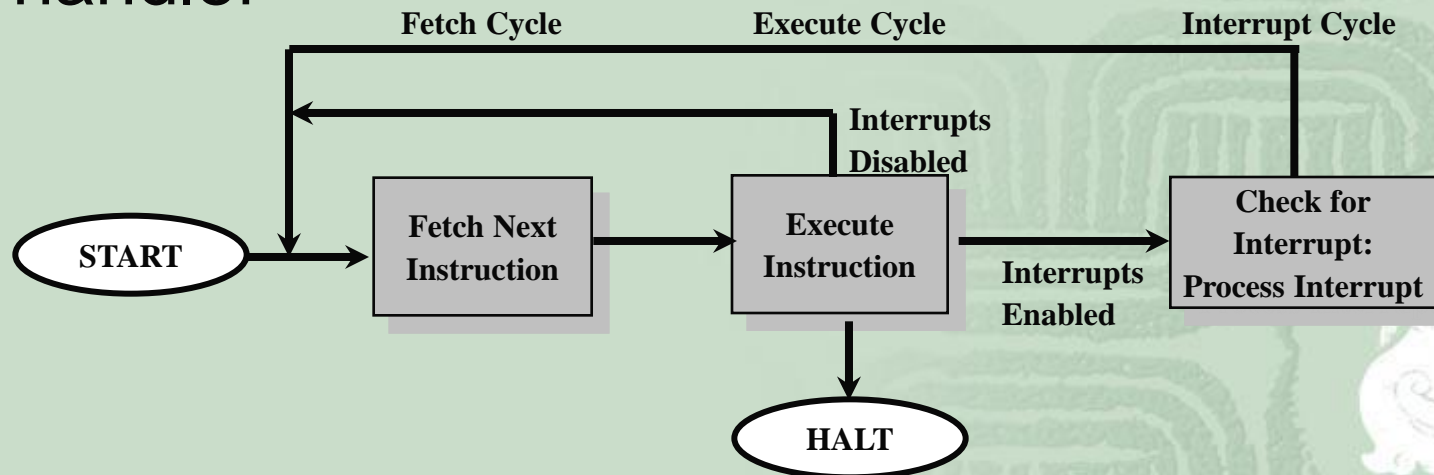 handler
Fetch Cycle
Execute Cycle
Interrupt Cycle
Interrupts
Disabled
START
Fetch Next
Instruction
Execute
Instruction
Interrupts
Enabled
Check for
Interrupt:
Process Interrupt
HALT